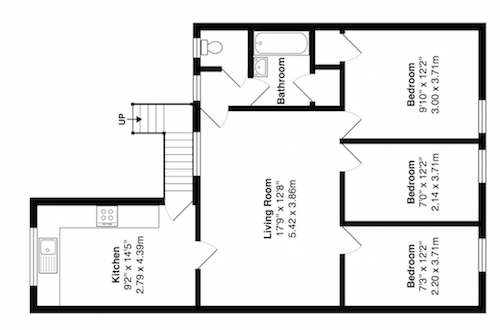 Bathroom
Bedroom
9'10" x 12'2"
3.00 x 3.71m
UP
Bedroom
7'0" x 12'2"
2.14 x 3.71m
Living Room
17'9" x 12'8"
5.42 x 3.86m
Kitchen
9'2" x 14'5"
2.79 x 4.39m
Bedroom
7'3" x 12'2"
2.20 x 3.71m